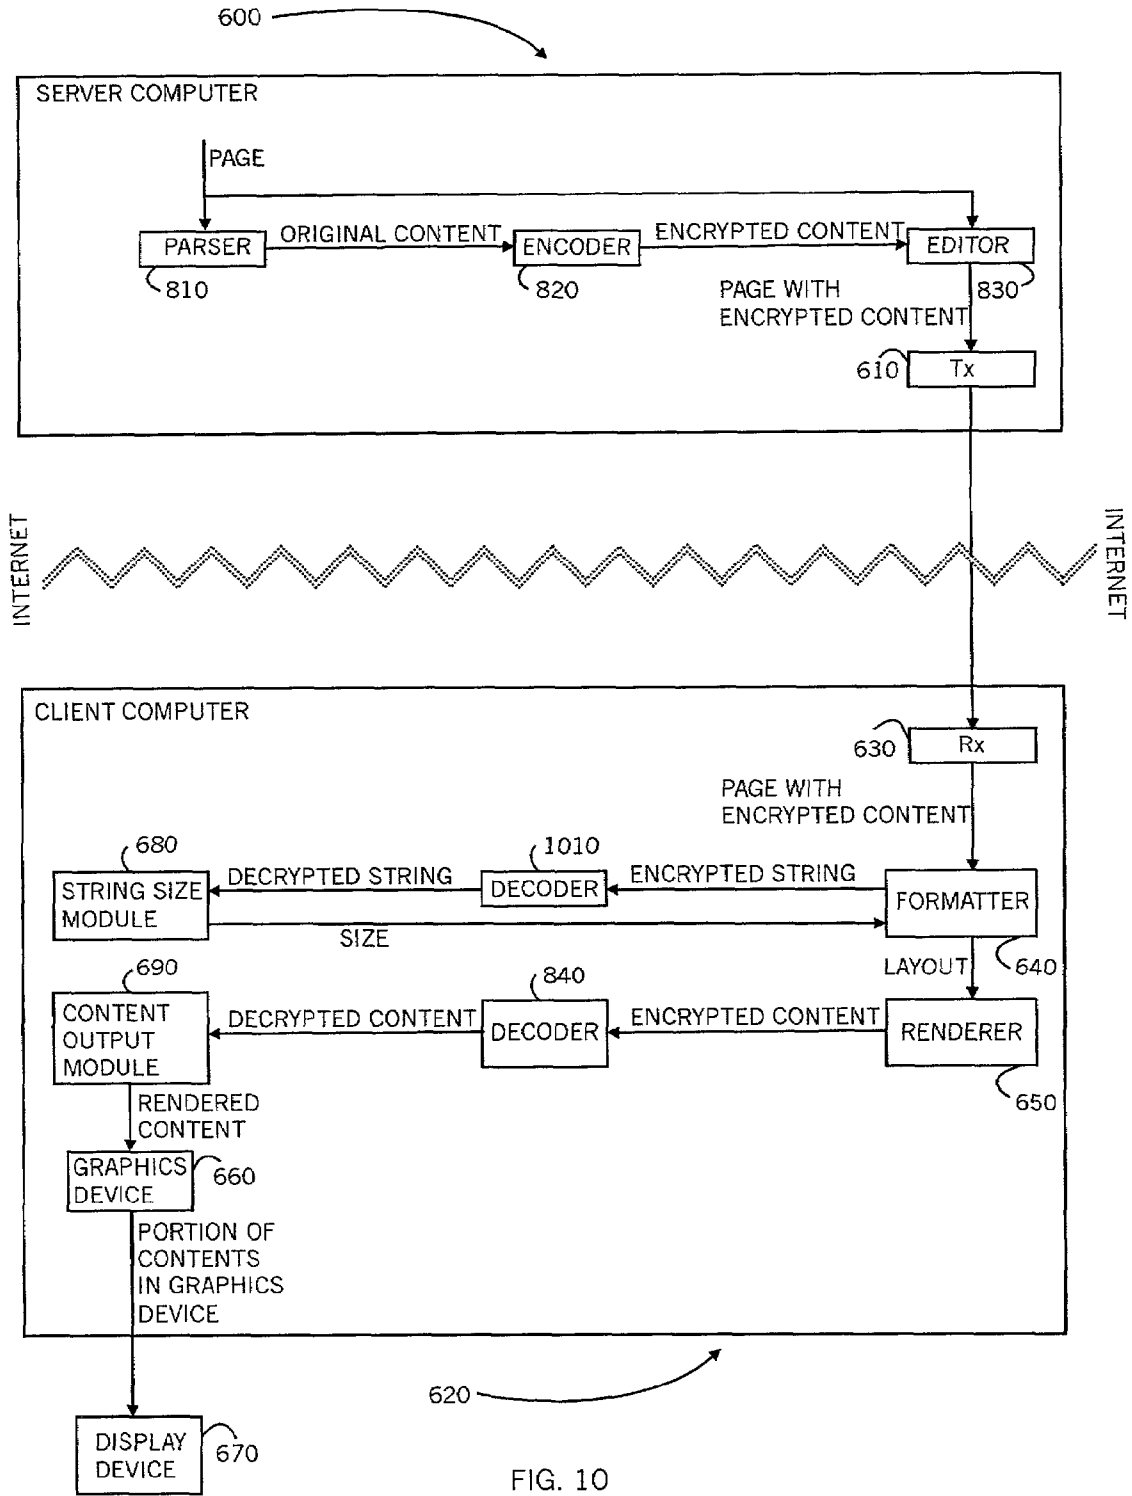 600
SERVER COMPUTER
PAGE
PARSER
ORIGINAL CONTENT
ENCODER
ENCRYPTED CONTENT
EDITOR
810
820
830
PAGE WITH
ENCRYPTED CONTENT
610
Tx
INTERNET
INTERNET
CLIENT COMPUTER
630
Rx
PAGE WITH
ENCRYPTED CONTENT
680
1010
STRING SIZE
MODULE
DECRYPTED STRING
DECODER
ENCRYPTED STRING
FORMATTER
SIZE
640
LAYOUT
690
840
CONTENT
OUTPUT
MODULE
DECRYPTED CONTENT
DECODER
ENCRYPTED CONTENT
RENDERER
650
RENDERED
CONTENT
GRAPHICS
DEVICE
660
PORTION OF
CONTENTS
IN GRAPHICS
DEVICE
620
DISPLAY
DEVICE
670
FIG. 10